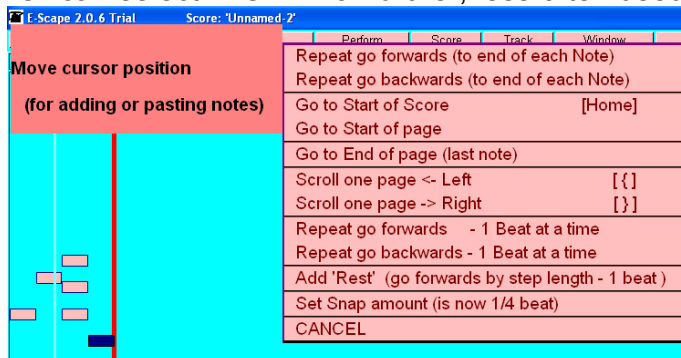 E-Scape 2.0.6 Trial Score: 'Unnamed-2'
Perform Score Track Window
Move cursor position
(for adding or pasting notes)
Repeat go forwards (to end of each Note)
Repeat go backwards (to end of each Note)
Go to Start of Score [Home]
Go to Start of page
Go to End of page (last note)
Scroll one page <- Left [ { ]
Scroll one page -> Right [ } ]
Repeat go forwards - 1 Beat at a time
Repeat go backwards - 1 Beat at a time
Add 'Rest' (go forwards by step length - 1 beat )
Set Snap amount (is now 1/4 beat)
CANCEL